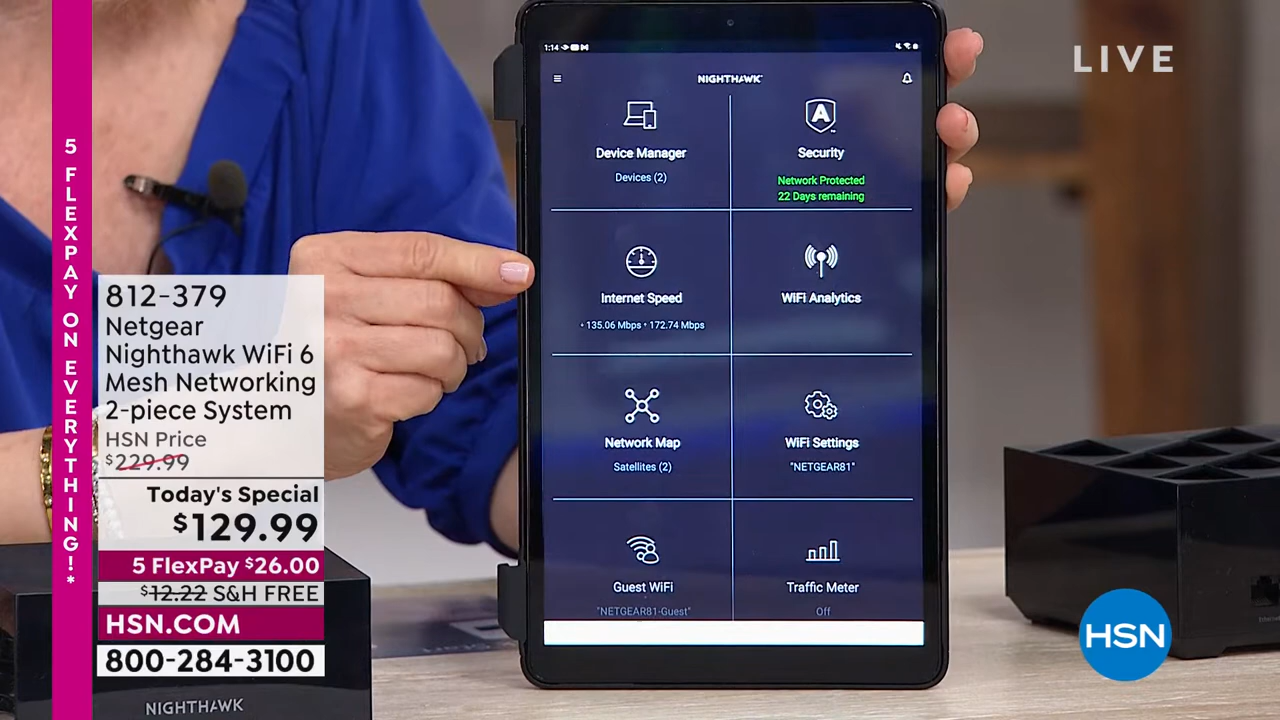 5 FLEXPAY ON EVERYTHING!*
812-379
Netgear
Nighthawk WiFi 6
Mesh Networking
2-piece System
HSN Price
$229.99
Today's Special
$129.99
5 FlexPay $26.00
$12.22 S&H FREE
HSN.COM
800-284-3100
NIGHTHAWK
1:14
NIGHTHAWK
Device Manager
Devices (2)
Security
Network Protected
22 Days remaining
Internet Speed
135.06 Mbps • 172.74 Mbps
WiFi Analytics
Network Map
Satellites (2)
WiFi Settings
"NETGEAR81"
Guest WiFi
"NETGEAR81-Guest"
Traffic Meter
Off
LIVE
HSN